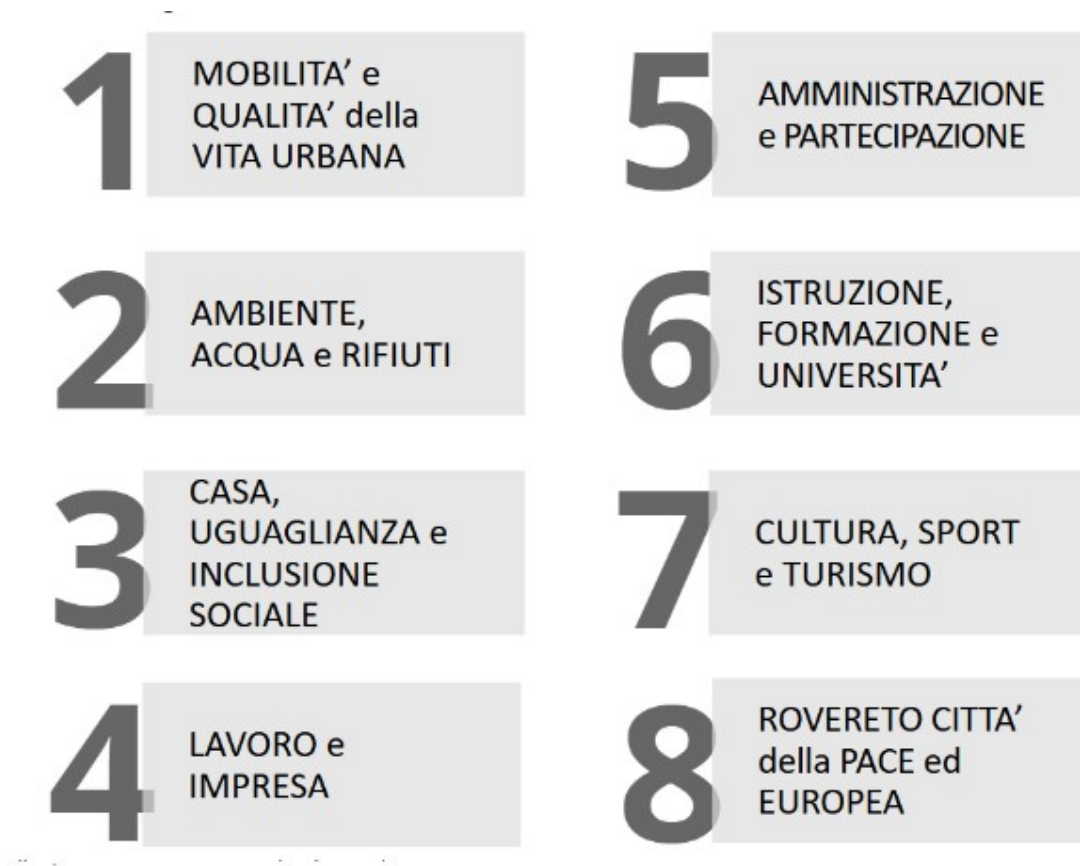 1
MOBILITA’ e
QUALITA’ della
VITA URBANA
2
AMBIENTE,
ACQUA e RIFIUTI
3
CASA,
UGUAGLIANZA e
INCLUSIONE
SOCIALE
4
LAVORO e
IMPRESA
5
AMMINISTRAZIONE
e PARTECIPAZIONE
6
ISTRUZIONE,
FORMAZIONE e
UNIVERSITA’
7
CULTURA, SPORT
e TURISMO
8
ROVERETO CITTA’
della PACE ed
EUROPEA